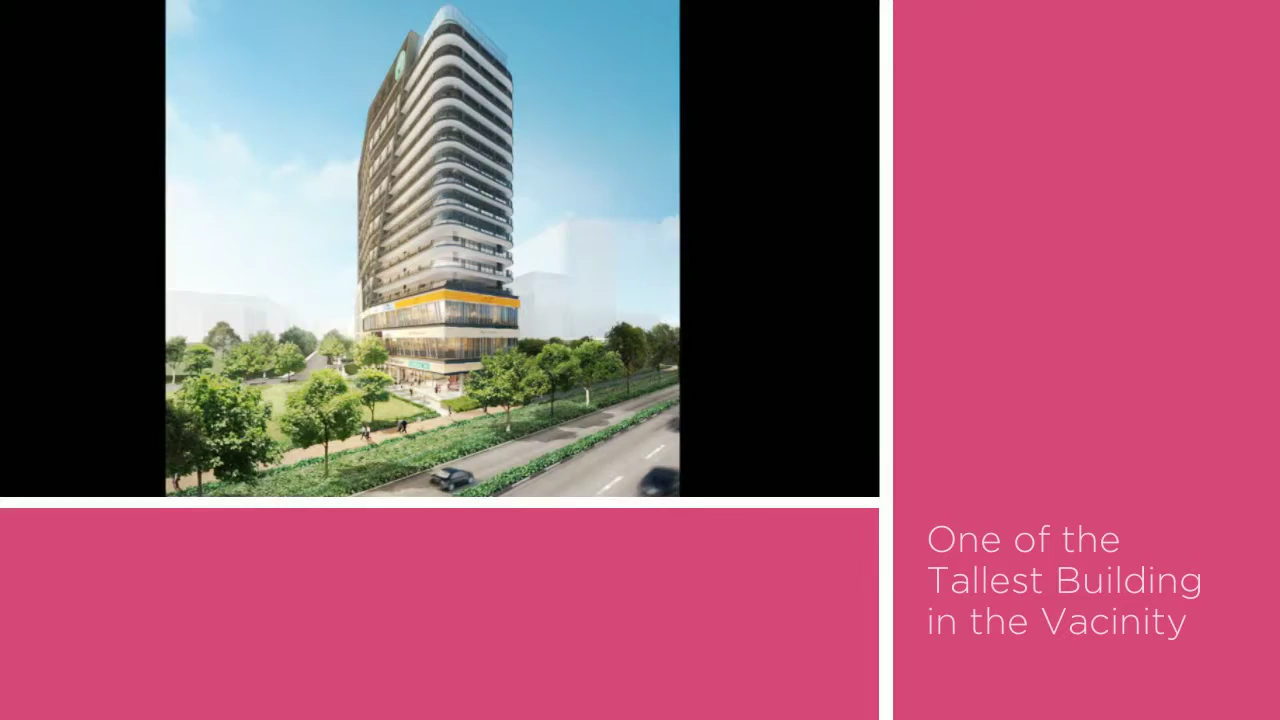 One of the
Tallest Building
in the Vacinity